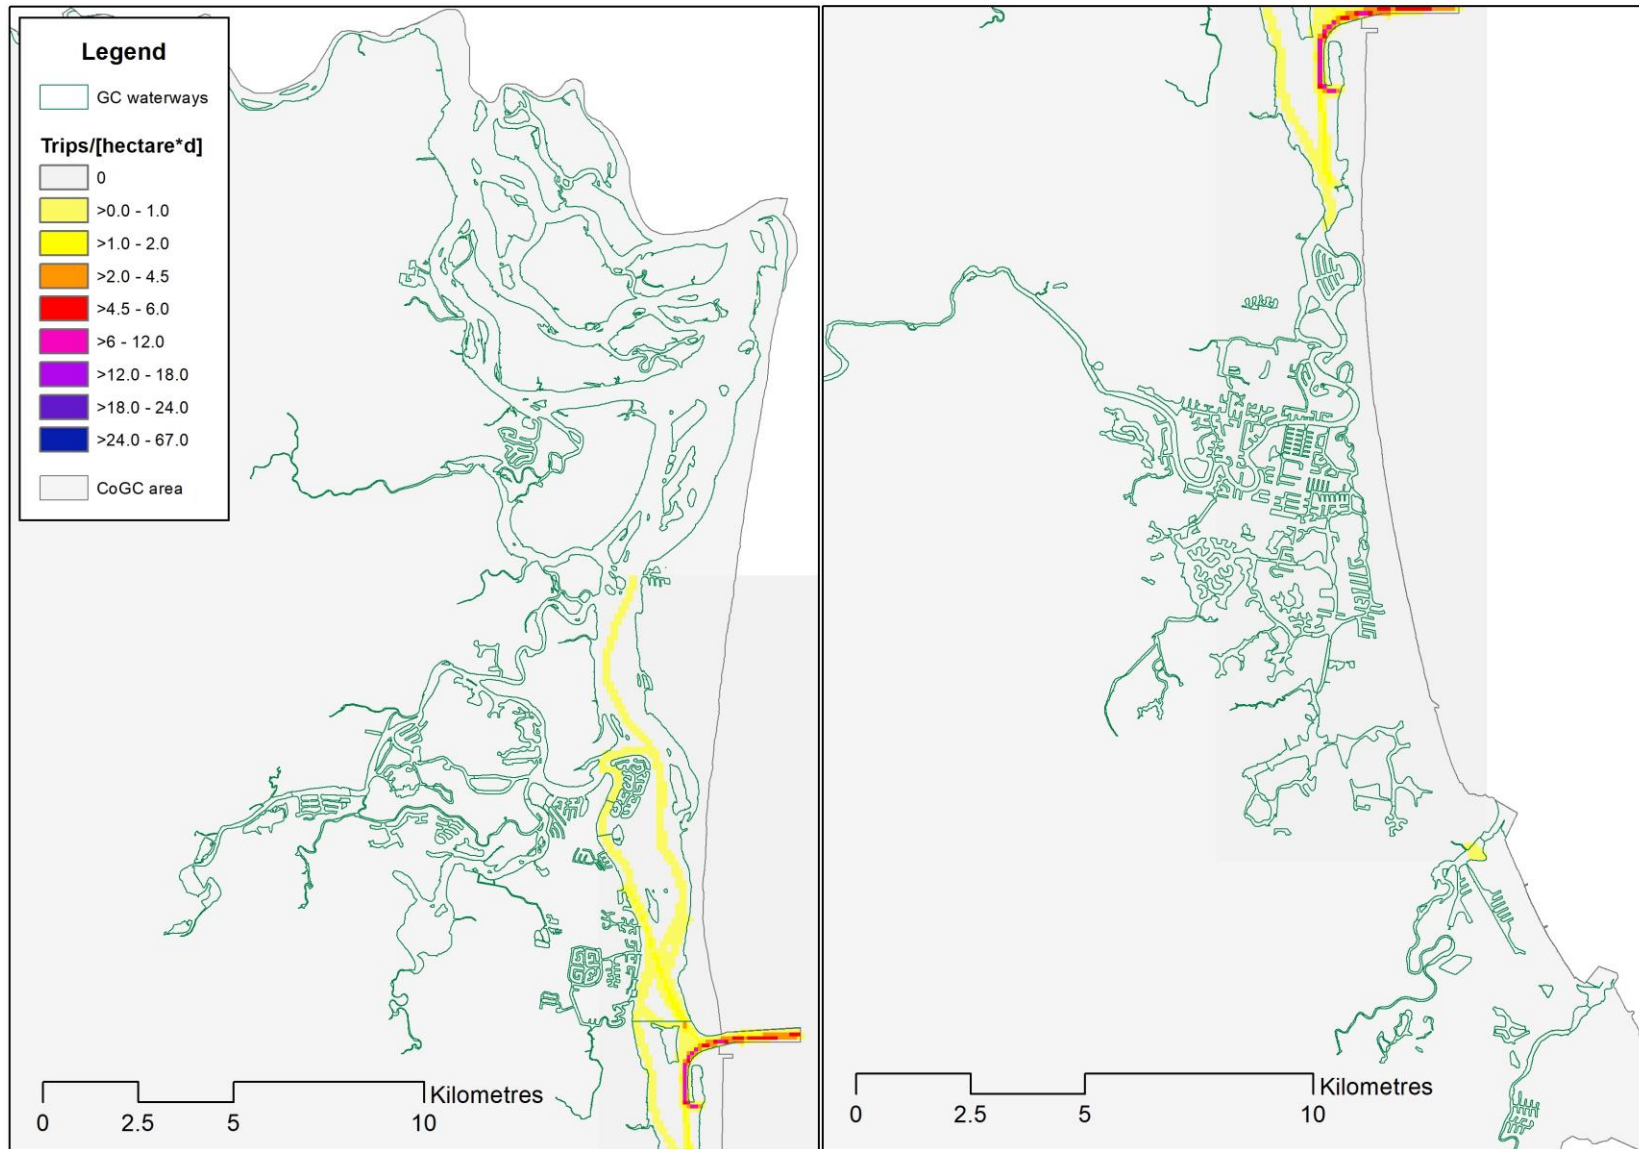 Legend
GC waterways
Trips/[hectare*d]
0
>0.0 - 1.0
>1.0 - 2.0
>2.0 - 4.5
>4.5 - 6.0
>6 - 12.0
>12.0 - 18.0
>18.0 - 24.0
>24.0 - 67.0
CoGC area
Kilometres
0 5 10
Kilometres
0 2.5 5 10